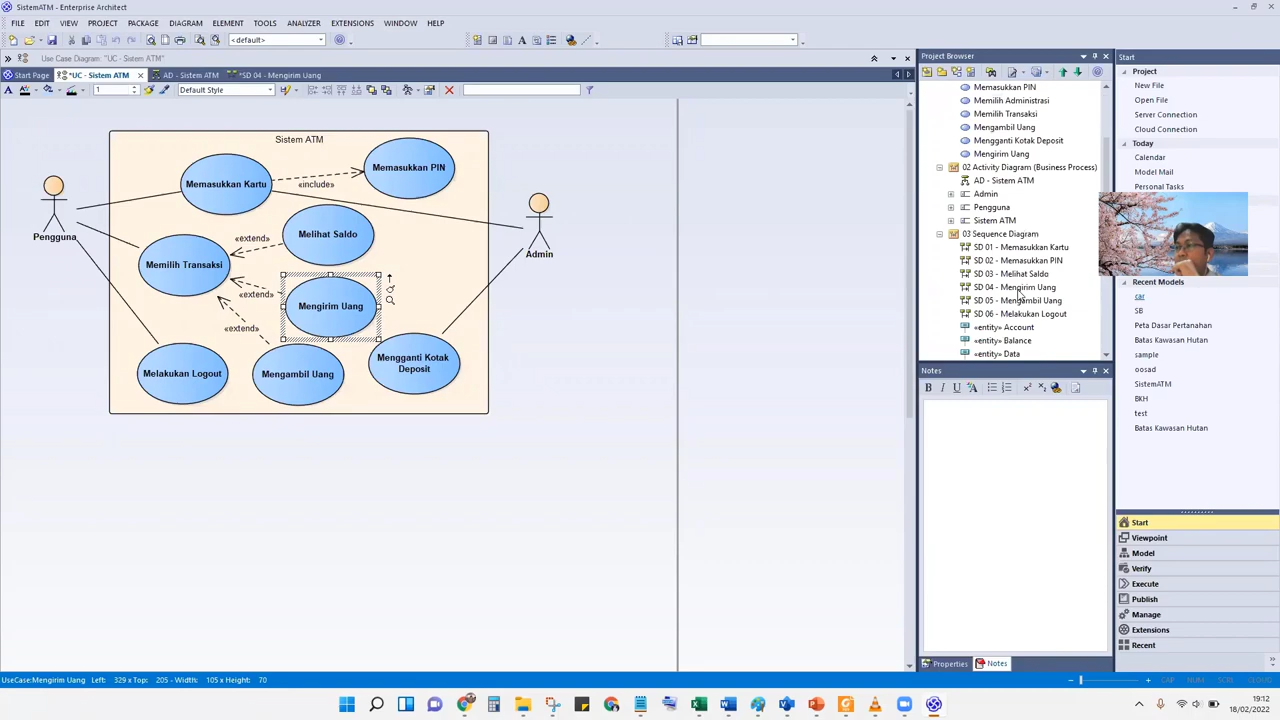 SistemATM - Enterprise Architect
FILE EDIT VIEW PROJECT PACKAGE DIAGRAM ELEMENT TOOLS ANALYZER EXTENSIONS WINDOW HELP
<default>
Use Case Diagram: "UC - Sistem ATM"
Start Page *UC - Sistem ATM AD - Sistem ATM *SD 04 - Mengirim Uang
1 Default Style
Sistem ATM
Memasukkan PIN
Memasukkan Kartu
«include»
Pengguna
Melihat Saldo
«extend»
Admin
Memilih Transaksi
«extend»
Mengirim Uang
«extend»
Melakukan Logout
Mengambil Uang
Mengganti Kotak
Deposit
Project Browser
Memasukkan PIN
Memilih Administrasi
Memilih Transaksi
Mengambil Uang
Mengganti Kotak Deposit
Mengirim Uang
02 Activity Diagram (Business Process)
AD - Sistem ATM
Admin
Pengguna
Sistem ATM
03 Sequence Diagram
SD 01 - Memasukkan Kartu
SD 02 - Memasukkan PIN
SD 03 - Melihat Saldo
SD 04 - Mengirim Uang
SD 05 - Mengambil Uang
SD 06 - Melakukan Logout
«entity» Account
«entity» Balance
«entity» Data
Notes
B I U A
Properties Notes
Start
Project
New File
Open File
Server Connection
Cloud Connection
Today
Calendar
Model Mail
Personal Tasks
Recent Models
car
SB
Peta Dasar Pertanahan
Batas Kawasan Hutan
sample
oosad
SistemATM
BKH
test
Batas Kawasan Hutan
Start
Viewpoint
Model
Verify
Execute
Publish
Manage
Extensions
Recent
UseCase:Mengirim Uang Left: 329 x Top: 205 - Width: 105 x Height: 70
CAP NUM SCRL CLOUD
19:12
18/02/2022